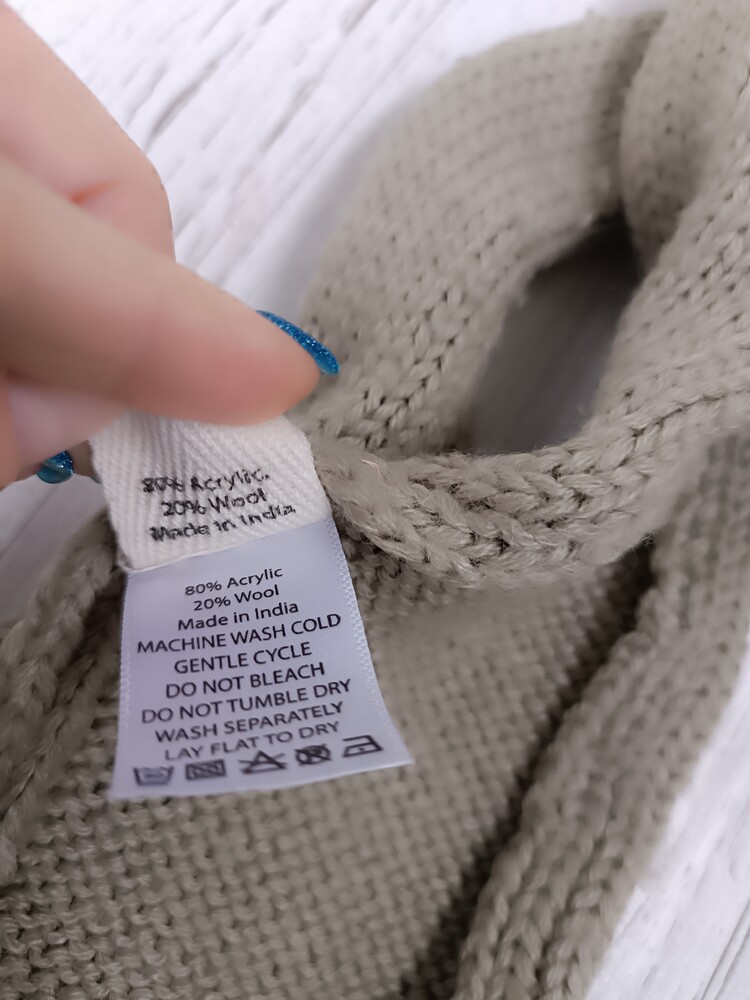 80% Acrylic.
20% Wool
Made in India
80% Acrylic
20% Wool
Made in India
MACHINE WASH COLD
GENTLE CYCLE
DO NOT BLEACH
DO NOT TUMBLE DRY
WASH SEPARATELY
LAY FLAT TO DRY